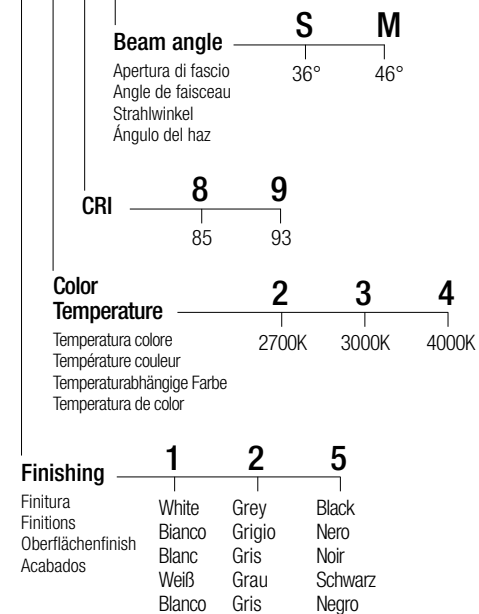 S M
Beam angle
36° 46°
Apertura di fascio
Angle de faisceau
Strahlwinkel
Ángulo del haz
8 9
CRI
85 93
Color
Temperature
2 3 4
2700K 3000K 4000K
Temperatura colore
Température couleur
Temperaturabhängige Farbe
Temperatura de color
1 2 5
Finishing
Finitura
Finitions
Oberflächenfinish
Acabados
White Grey Black
Bianco Grigio Nero
Blanc Gris Noir
Weiß Grau Schwarz
Blanco Gris Negro